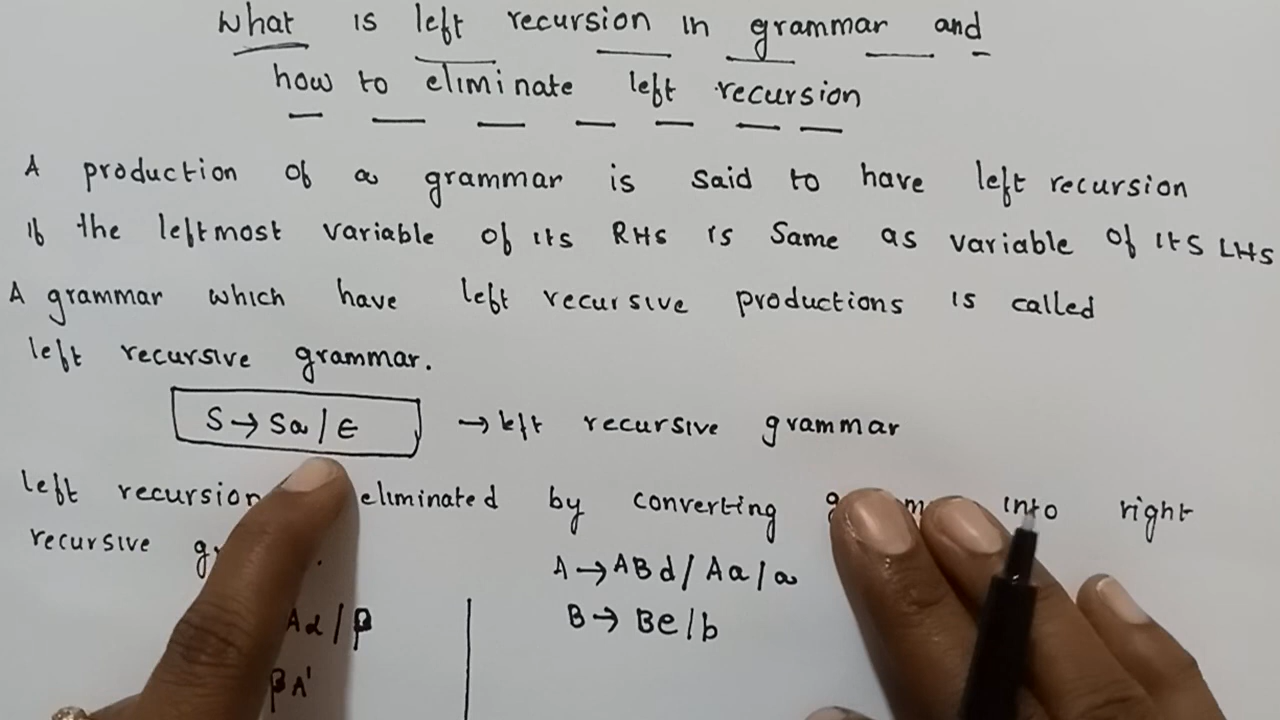 What is left recursion in grammar and
how to eliminate left recursion
A production of a grammar is said to have left recursion
If the leftmost variable of its RHS is same as variable of its LHS
A grammar which have left recursive productions is called
left recursive grammar.
S→Sa/ε →left recursive grammar
left recursion eliminated by converting into right
recursive
A→ABd/Aa/a
B→Be/b
Aα/β
βA'